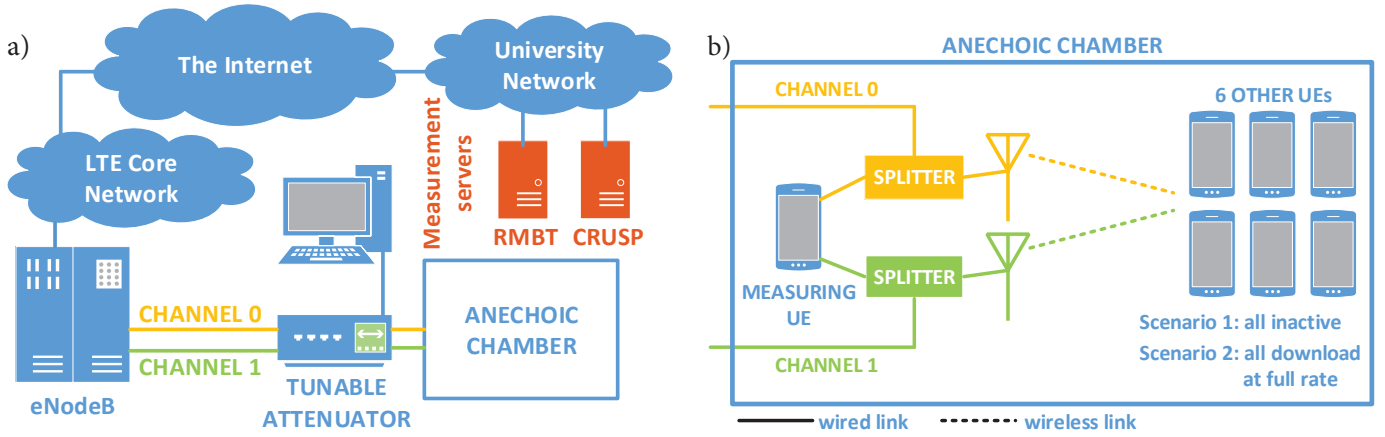 a)
The Internet
University
Network
LTE Core
Network
Measurement
servers
RMBT
CRUSP
CHANNEL 0
CHANNEL 1
eNodeB
TUNABLE
ATTENUATOR
ANECHOIC
CHAMBER
b)
ANECHOIC CHAMBER
CHANNEL 0
6 OTHER UEs
SPLITTER
SPLITTER
MEASURING
UE
CHANNEL 1
Scenario 1: all inactive
Scenario 2: all download
at full rate
wired link
wireless link